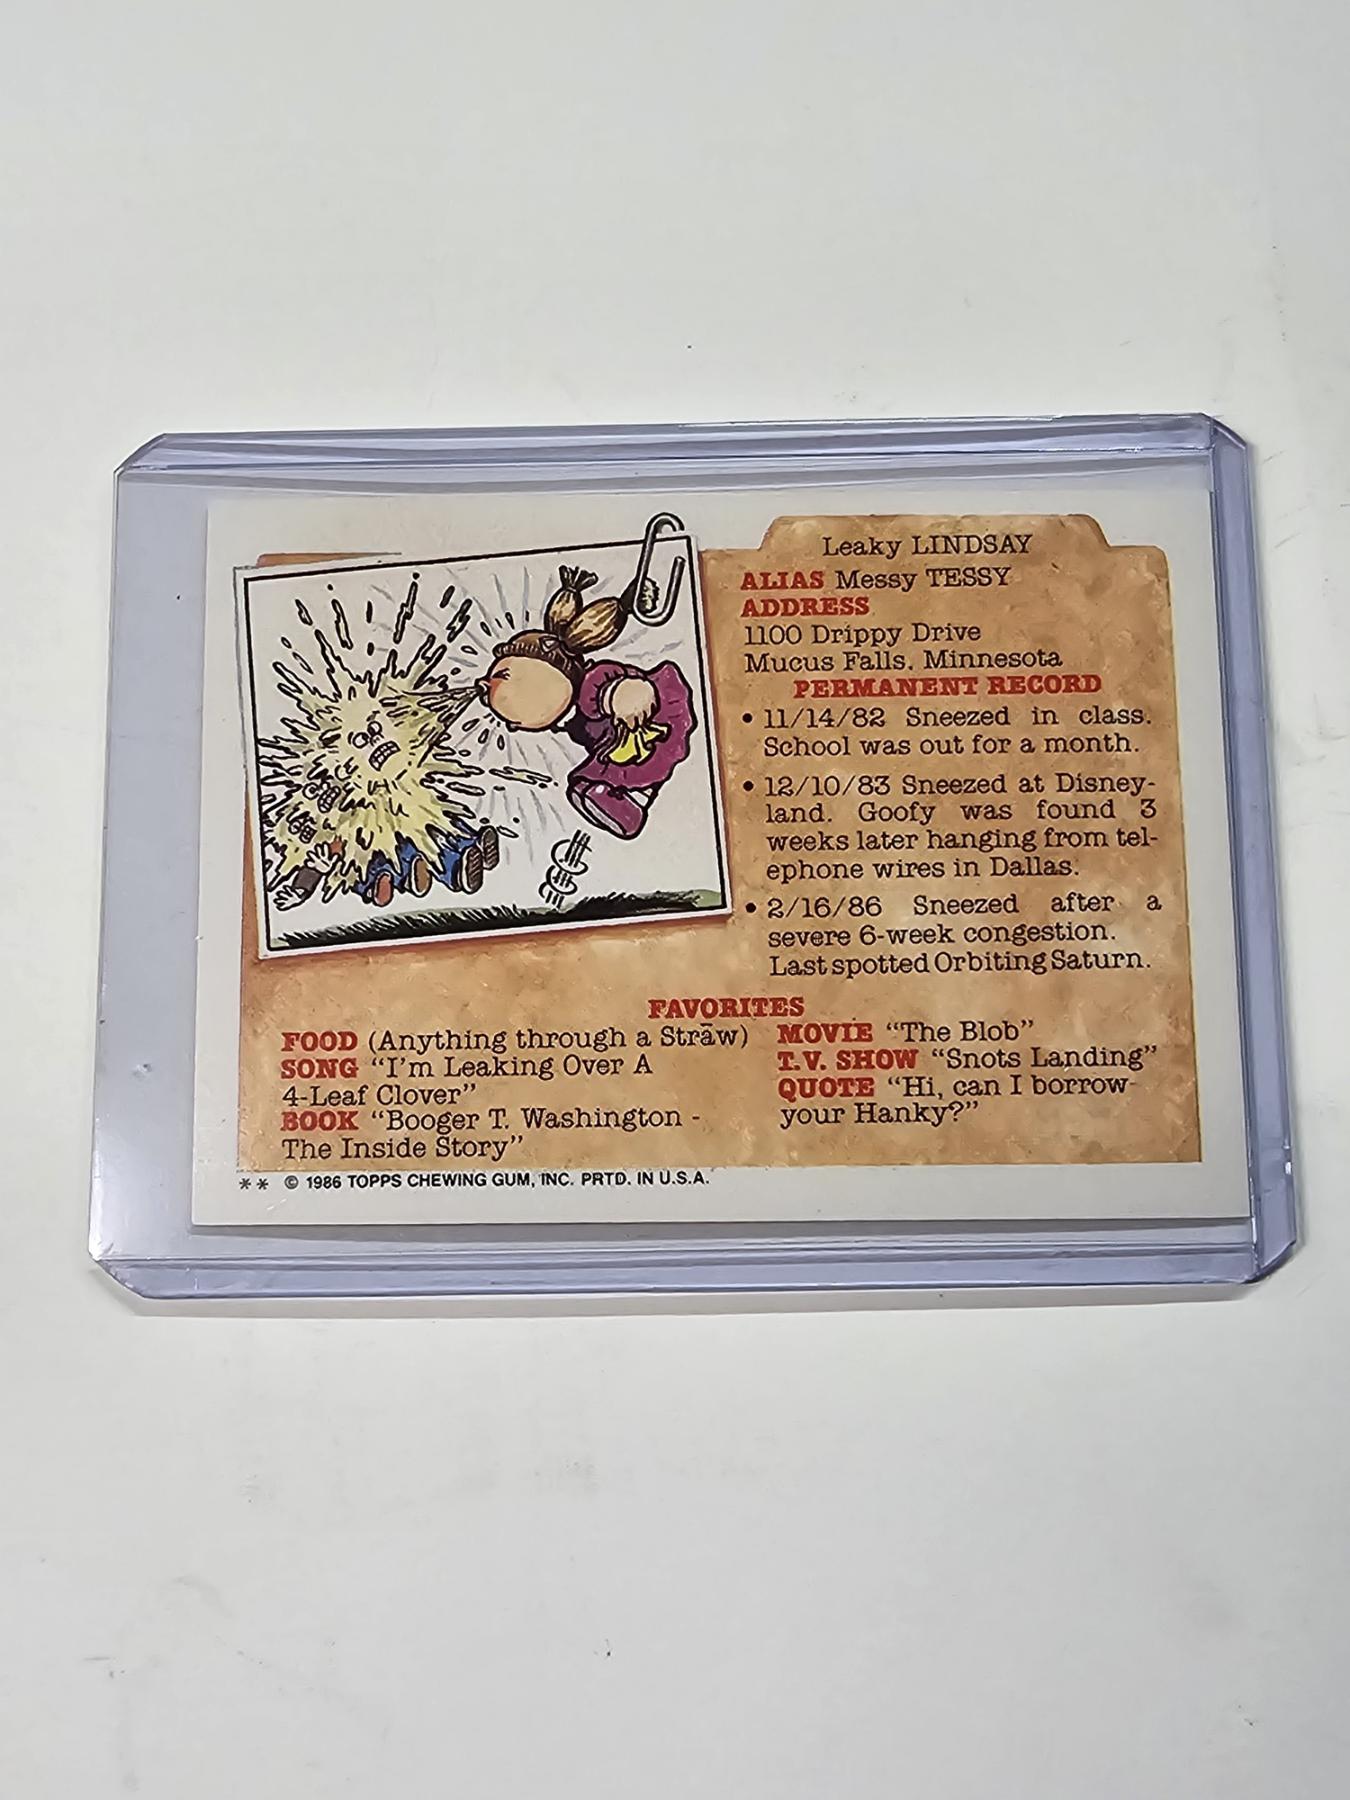 Leaky LINDSAY
ALIAS Messy TESSY
ADDRESS
1100 Drippy Drive
Mucus Falls, Minnesota
PERMANENT RECORD
• 11/14/82 Sneezed in class.
School was out for a month.
• 12/10/83 Sneezed at Disney-
land. Goofy was found 3
weeks later hanging from tel-
ephone wires in Dallas.
• 2/16/86 Sneezed after a
severe 6-week congestion.
Last spotted Orbiting Saturn.
FAVORITES
FOOD (Anything through a Strāw)
SONG “I’m Leaking Over A
4-Leaf Clover”
BOOK “Booger T. Washington -
The Inside Story”
MOVIE “The Blob”
T.V. SHOW “Snots Landing”
QUOTE “Hi, can I borrow
your Hanky?”
** © 1986 TOPPS CHEWING GUM, INC. PRTD. IN U.S.A.